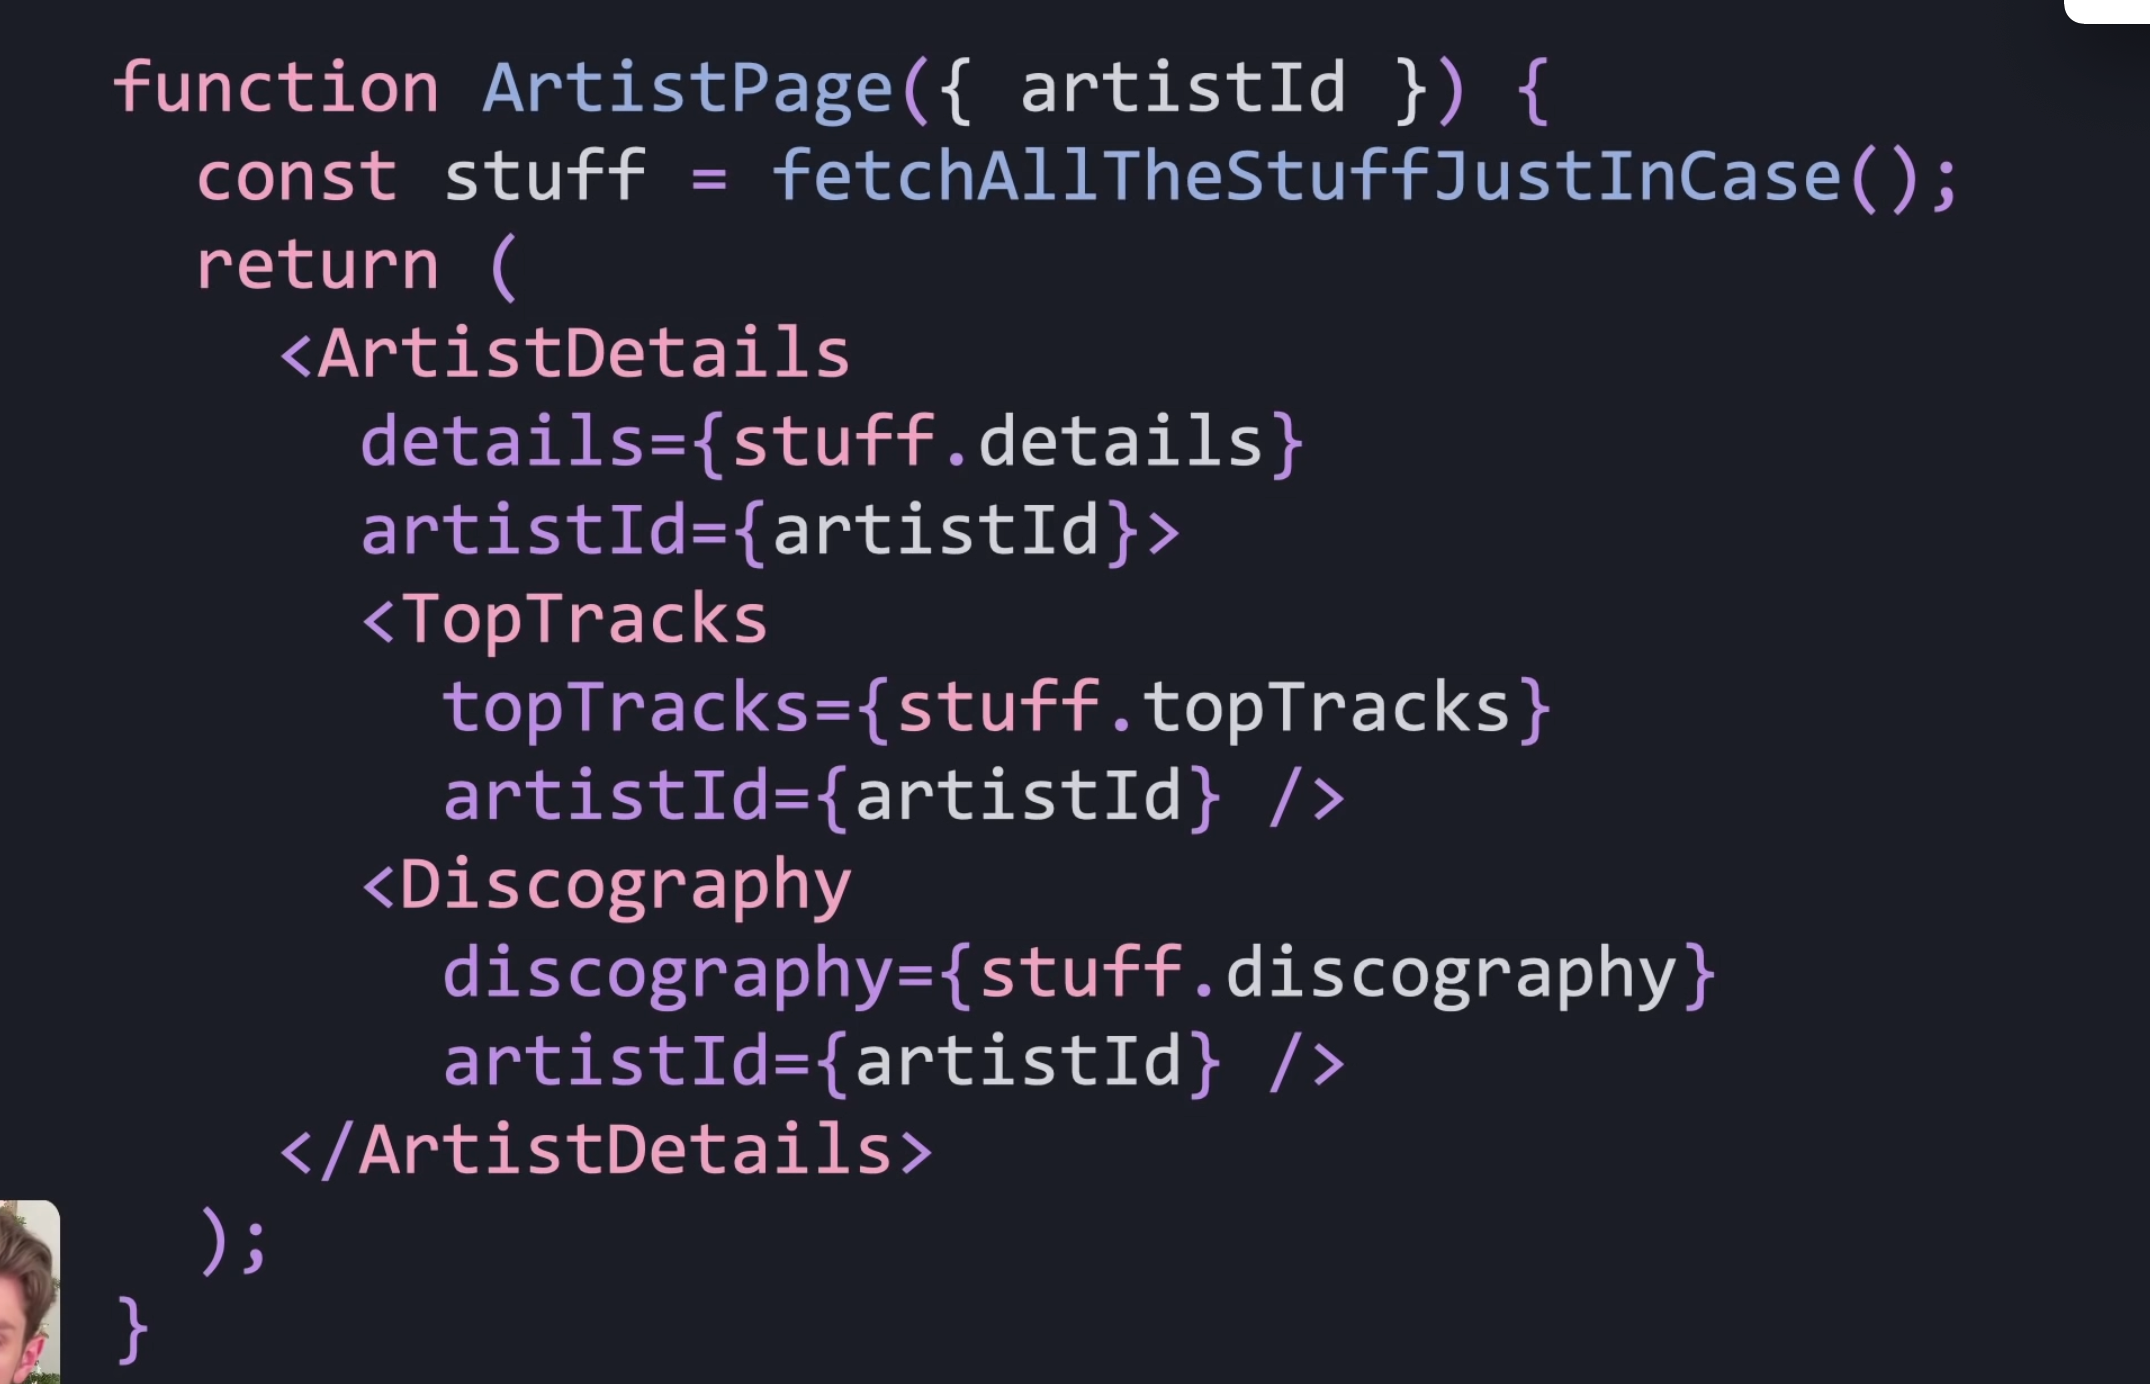 function ArtistPage({ artistId }) {
const stuff = fetchAllTheStuffJustInCase();
return (
<ArtistDetails
details={stuff.details}
artistId={artistId}>
<TopTracks
topTracks={stuff.topTracks}
artistId={artistId} />
<Discography
discography={stuff.discography}
artistId={artistId} />
</ArtistDetails>
);
}